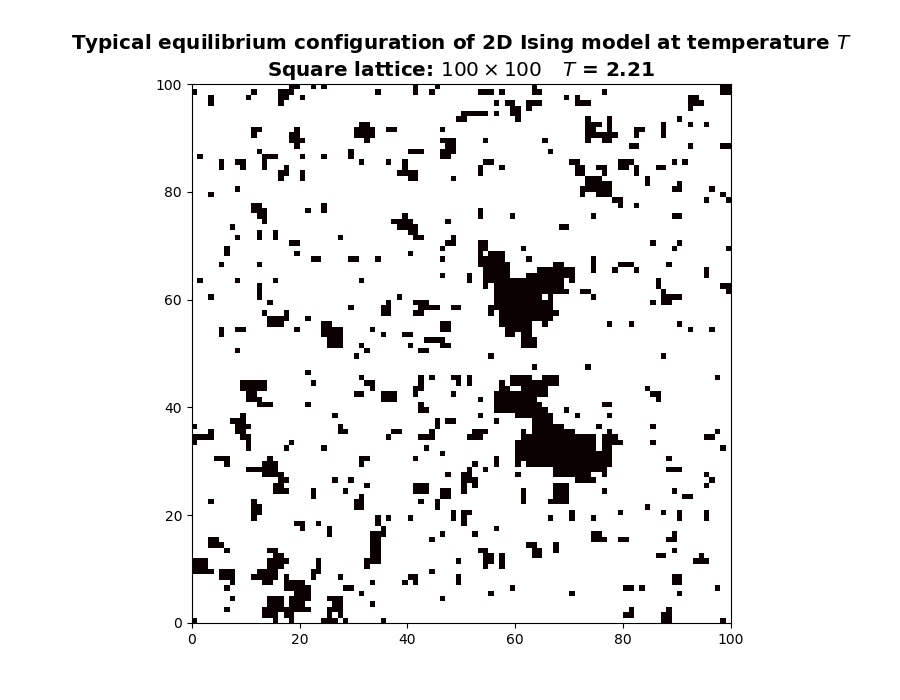 Typical equilibrium configuration of 2D Ising model at temperature T
Square lattice: 100 × 100 T = 2.21
100
80
60
40
20
0
0 20 40 60 80 100